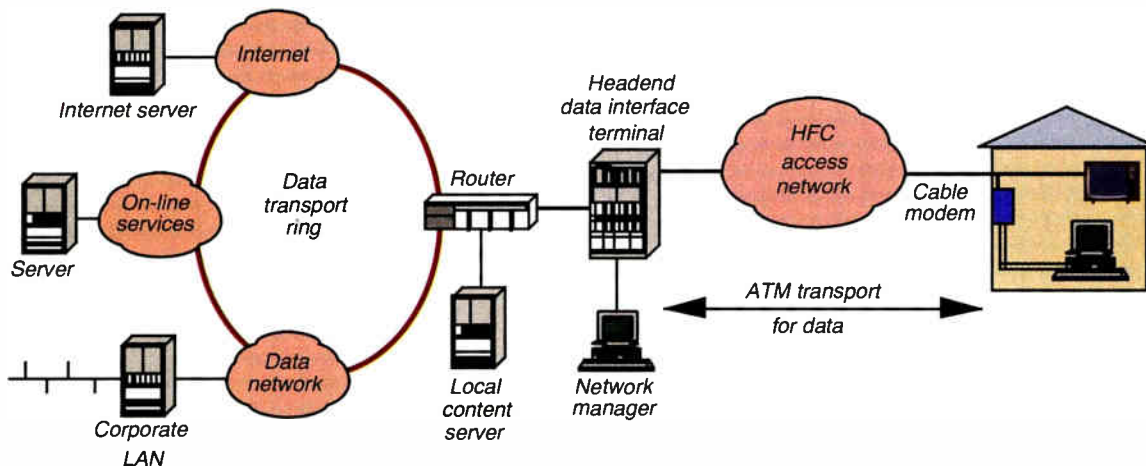 Internet
Internet server
On-line
services
Server
Data
transport
ring
Data
network
Corporate
LAN
Router
Local
content
server
Headend
data interface
terminal
Network
manager
HFC
access
network
Cable
modem
ATM transport
for data